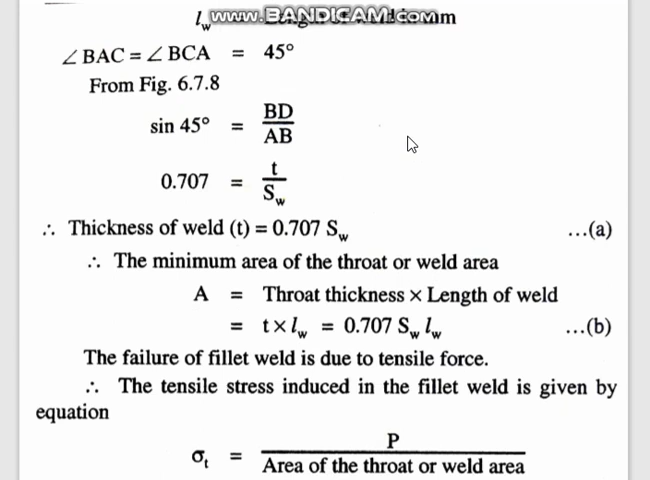 l_w www.BANDICAM.com mm
∠BAC = ∠BCA = 45°
From Fig. 6.7.8
sin 45° = BD/AB
0.707 = t/S_w
∴ Thickness of weld (t) = 0.707 S_w ...(a)
∴ The minimum area of the throat or weld area
A = Throat thickness × Length of weld
= t × l_w = 0.707 S_w l_w ...(b)
The failure of fillet weld is due to tensile force.
∴ The tensile stress induced in the fillet weld is given by
equation
σ_t = P/Area of the throat or weld area